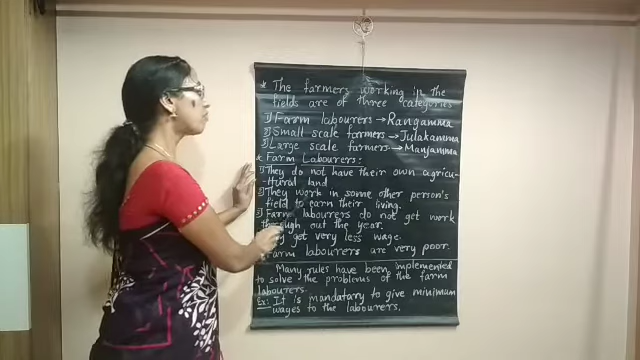 * The farmers working in the
fields are of three categories
1) Farm labourers → Rangamma
2) Small scale farmers → Julakamma
3) Large scale farmers → Manjamma
* Farm Labourers:
1) They do not have their own agricu-
-ltural land
2) They work in some other person's
field to earn their living.
3) Farm labourers do not get work
through out the year.
get very less wage.
Farm labourers are very poor.
Many rules have been implemented
to solve the problems of the farm
labourers.
Ex: It is mandatary to give minimum
wages to the labourers.